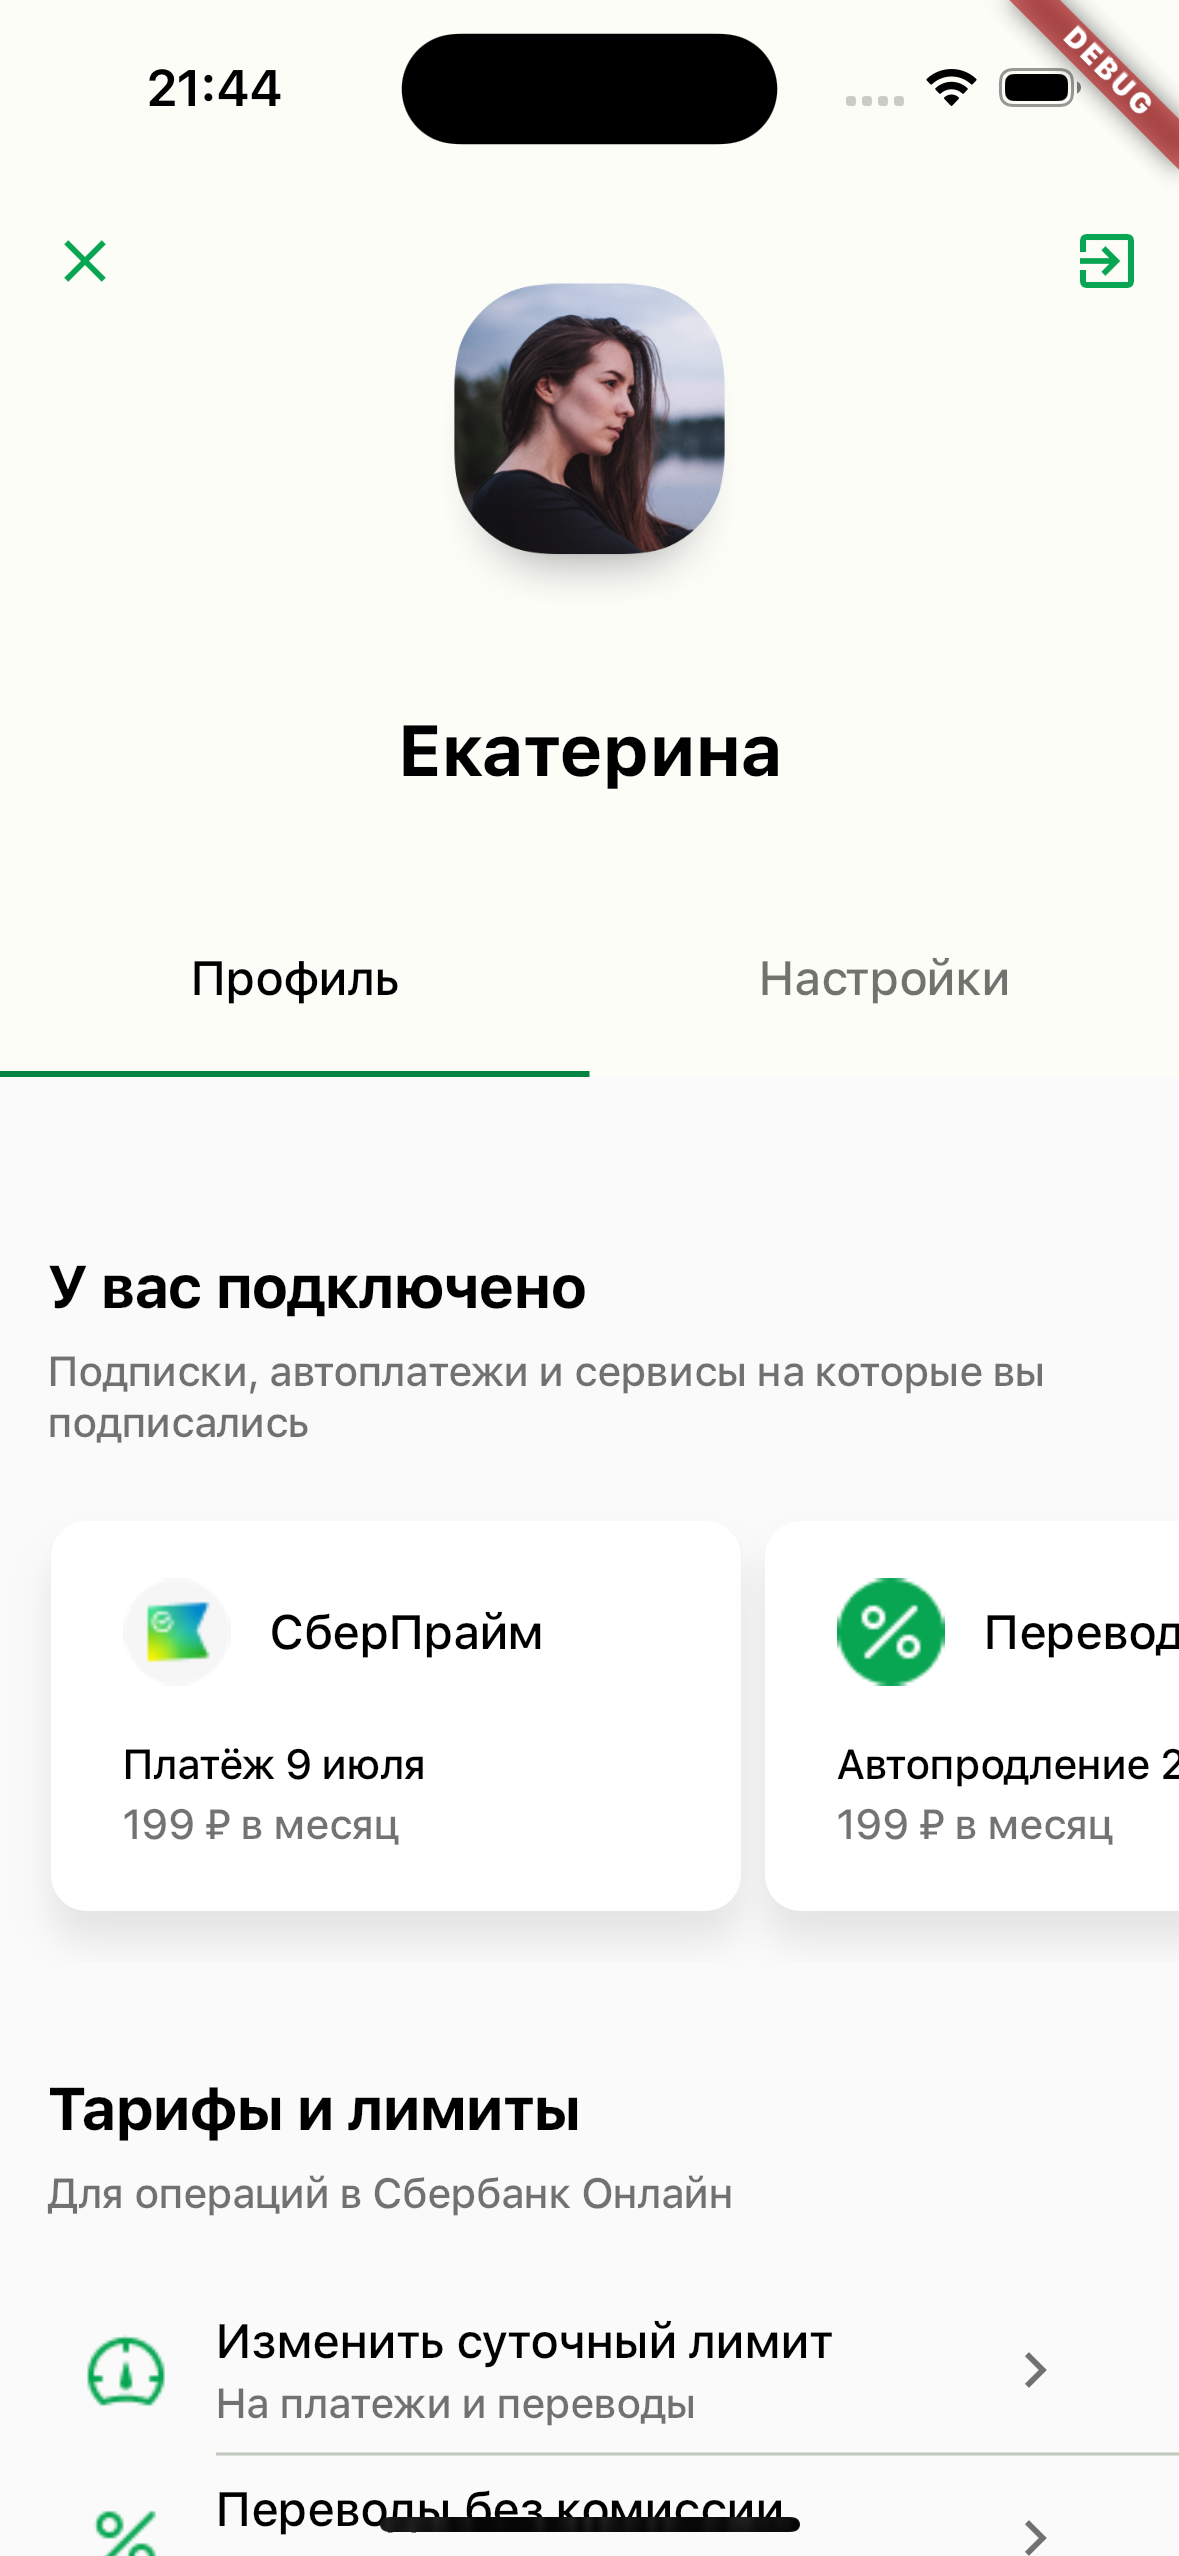 21:44
DEBUG
Екатерина
Профиль
Настройки
У вас подключено
Подписки, автоплатежи и сервисы на которые вы
подписались
СберПрайм
Платёж 9 июля
199 ₽ в месяц
Перевод
Автопродление 2
199 ₽ в месяц
Тарифы и лимиты
Для операций в Сбербанк Онлайн
Изменить суточный лимит
На платежи и переводы
Переводы без комиссии